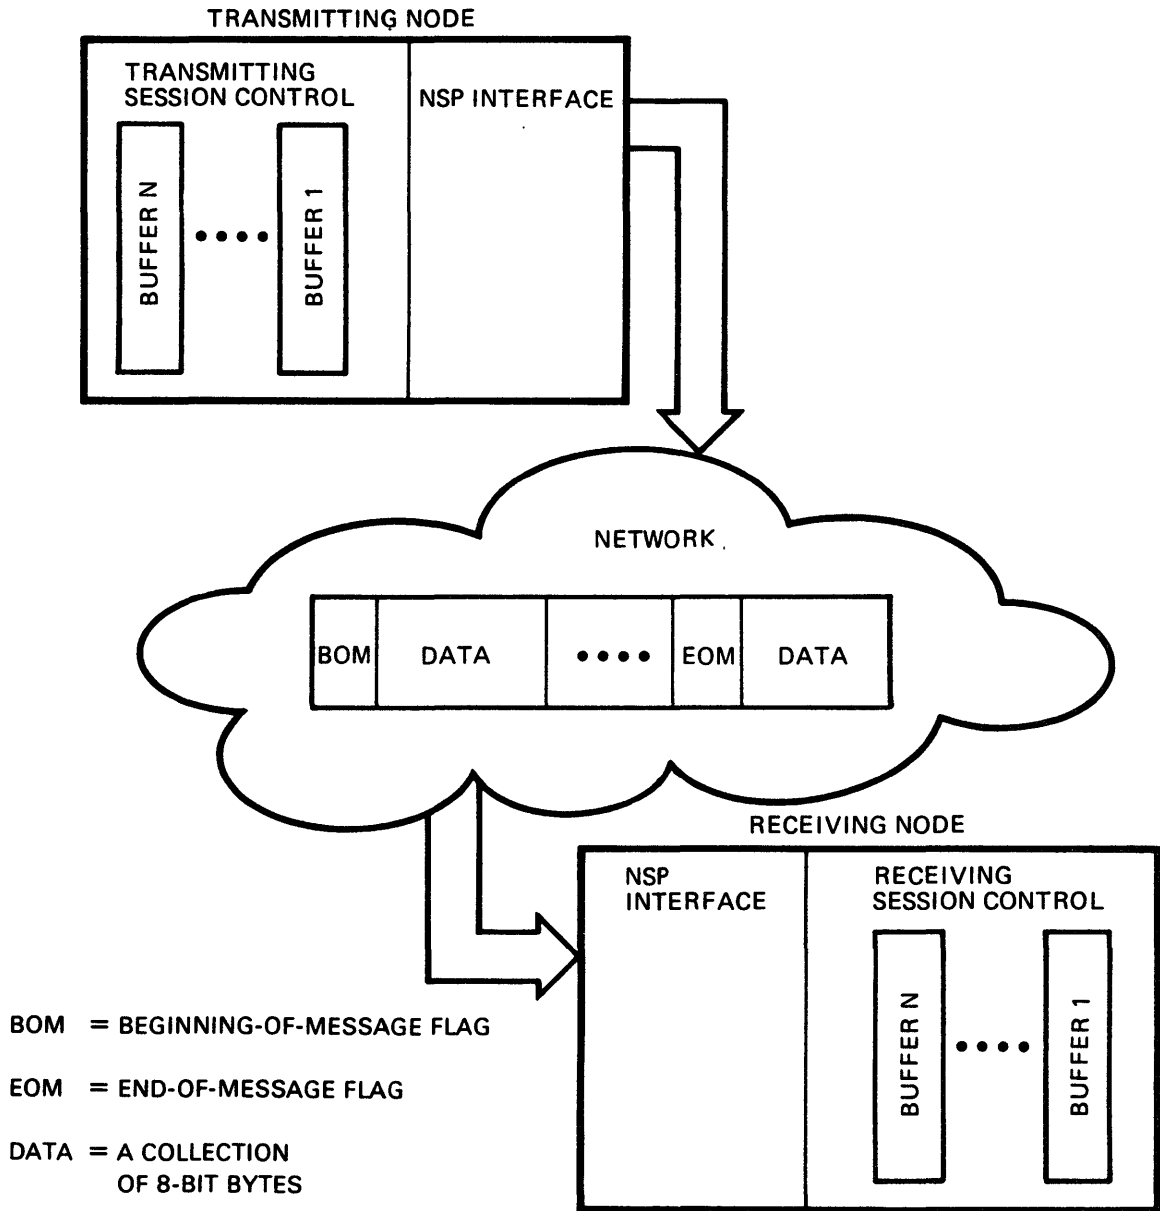 TRANSMITTING NODE
TRANSMITTING
SESSION CONTROL
NSP INTERFACE
BUFFER N
BUFFER 1
NETWORK
BOM
DATA
EOM
DATA
RECEIVING NODE
NSP
INTERFACE
RECEIVING
SESSION CONTROL
BUFFER N
BUFFER 1
BOM = BEGINNING-OF-MESSAGE FLAG
EOM = END-OF-MESSAGE FLAG
DATA = A COLLECTION
OF 8-BIT BYTES